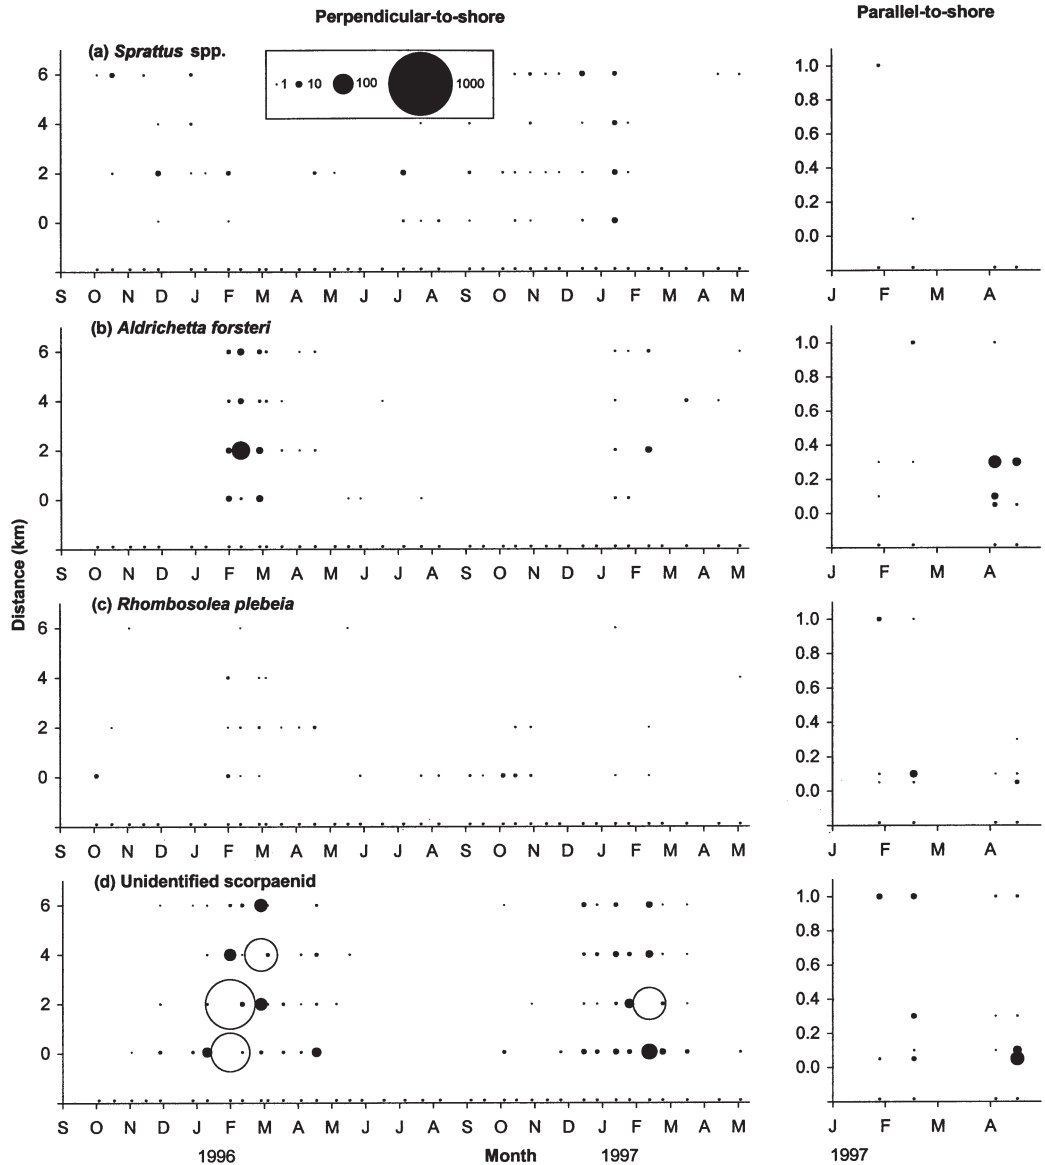 Perpendicular-to-shore
Parallel-to-shore
(a) Sprattus spp.
1 10 100 1000
6
4
2
0
S O N D J F M A M J J A S O N D J F M A M
1.0
0.8
0.6
0.4
0.2
0.0
J F M A
(b) Aldrichetta forsteri
6
4
2
0
S O N D J F M A M J J A S O N D J F M A M
1.0
0.8
0.6
0.4
0.2
0.0
J F M A
Distance (km)
(c) Rhombosolea plebeia
6
4
2
0
S O N D J F M A M J J A S O N D J F M A M
1.0
0.8
0.6
0.4
0.2
0.0
J F M A
(d) Unidentified scorpaenid
6
4
2
0
S O N D J F M A M J J A S O N D J F M A M
1.0
0.8
0.6
0.4
0.2
0.0
J F M A
1996 Month 1997 1997